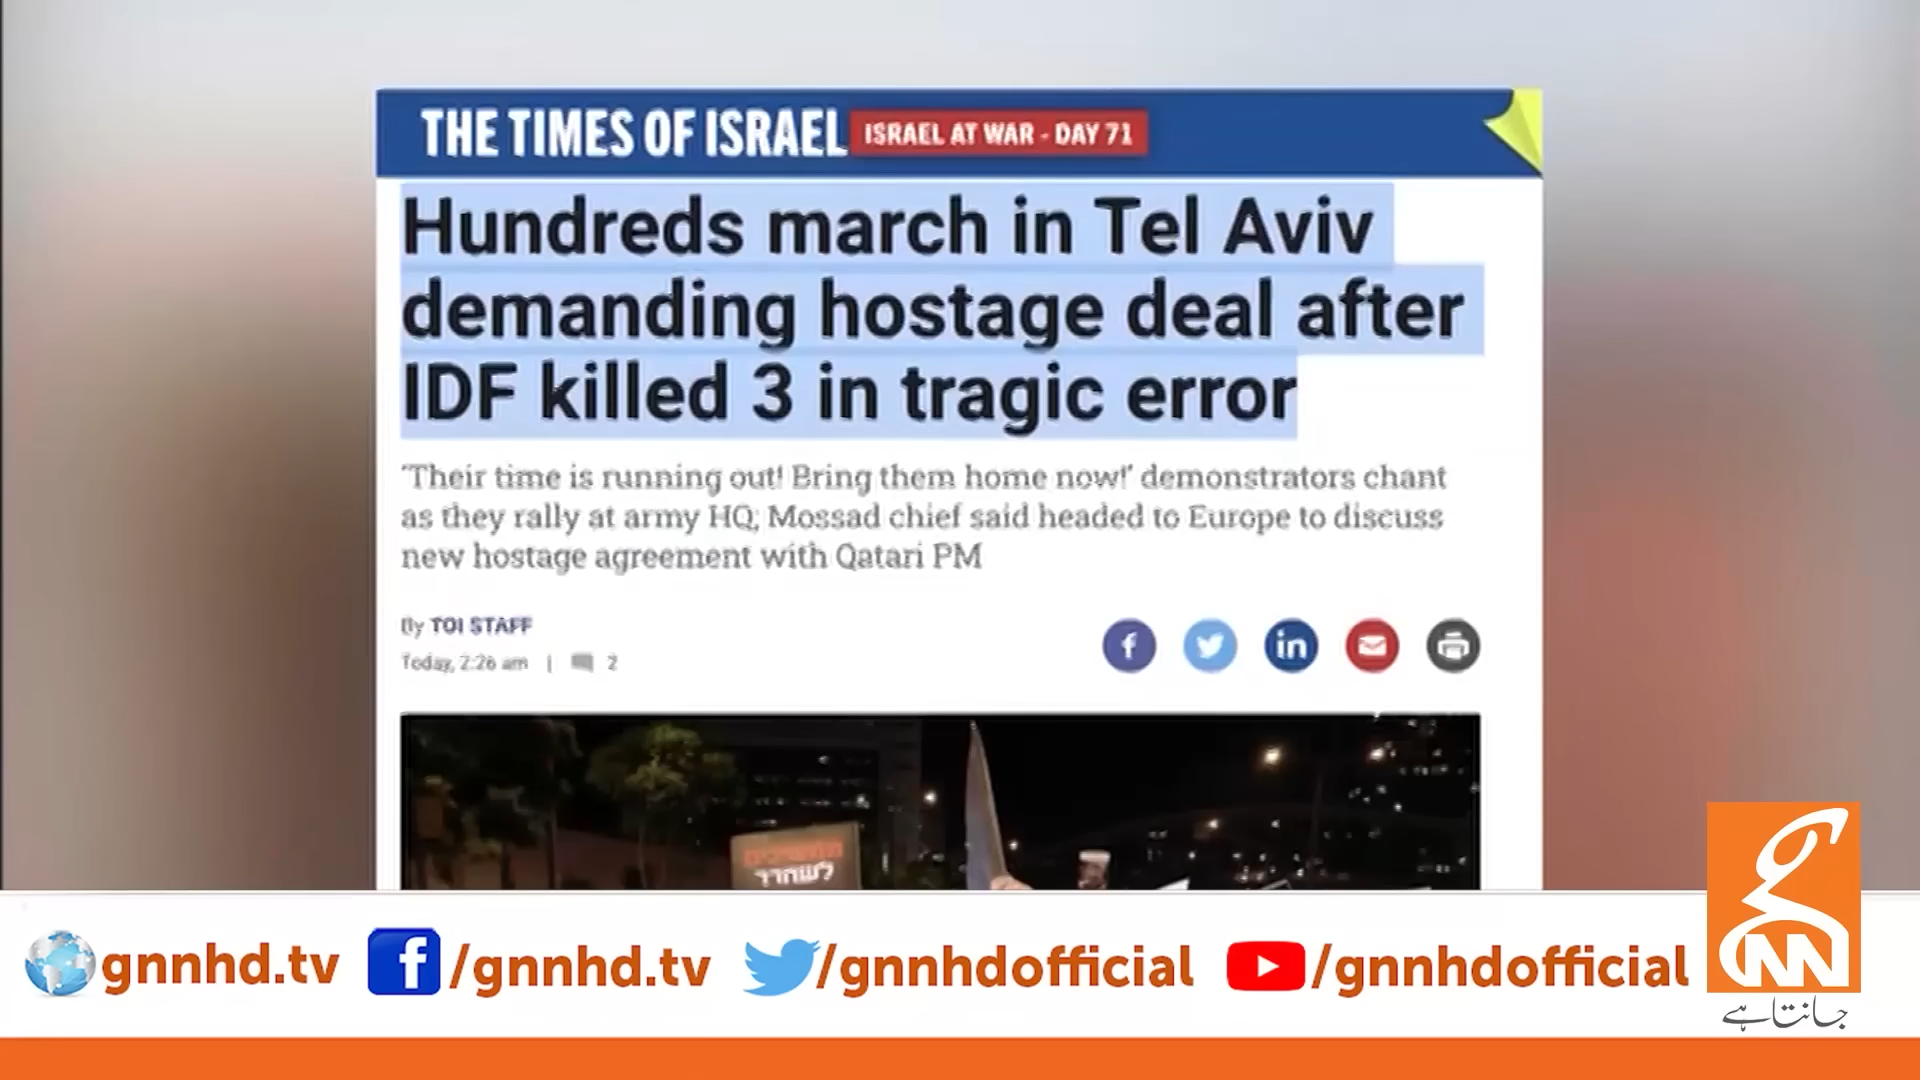 THE TIMES OF ISRAEL ISRAEL AT WAR - DAY 71
Hundreds march in Tel Aviv
demanding hostage deal after
IDF killed 3 in tragic error
'Their time is running out! Bring them home now!' demonstrators chant
as they rally at army HQ; Mossad chief said headed to Europe to discuss
new hostage agreement with Qatari PM
By TOI STAFF
Today, 2:26 am | 2
לשחרר
gnnhd.tv /gnnhd.tv /gnnhdofficial /gnnhdofficial
GNN
جانتا ہے